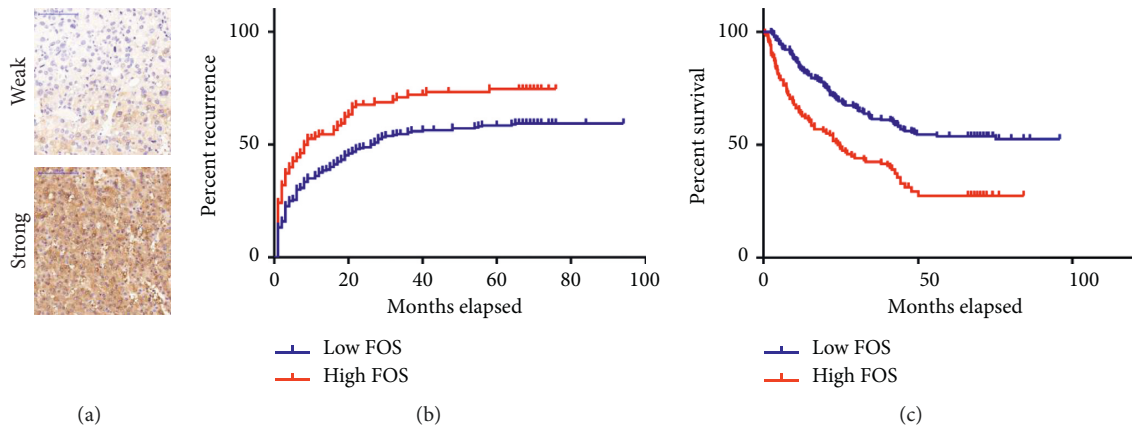 Weak
Strong
(a)
Percent recurrence
100
50
0
0 20 40 60 80 100
Months elapsed
Low FOS
High FOS
(b)
Percent survival
100
50
0
0 50 100
Months elapsed
Low FOS
High FOS
(c)